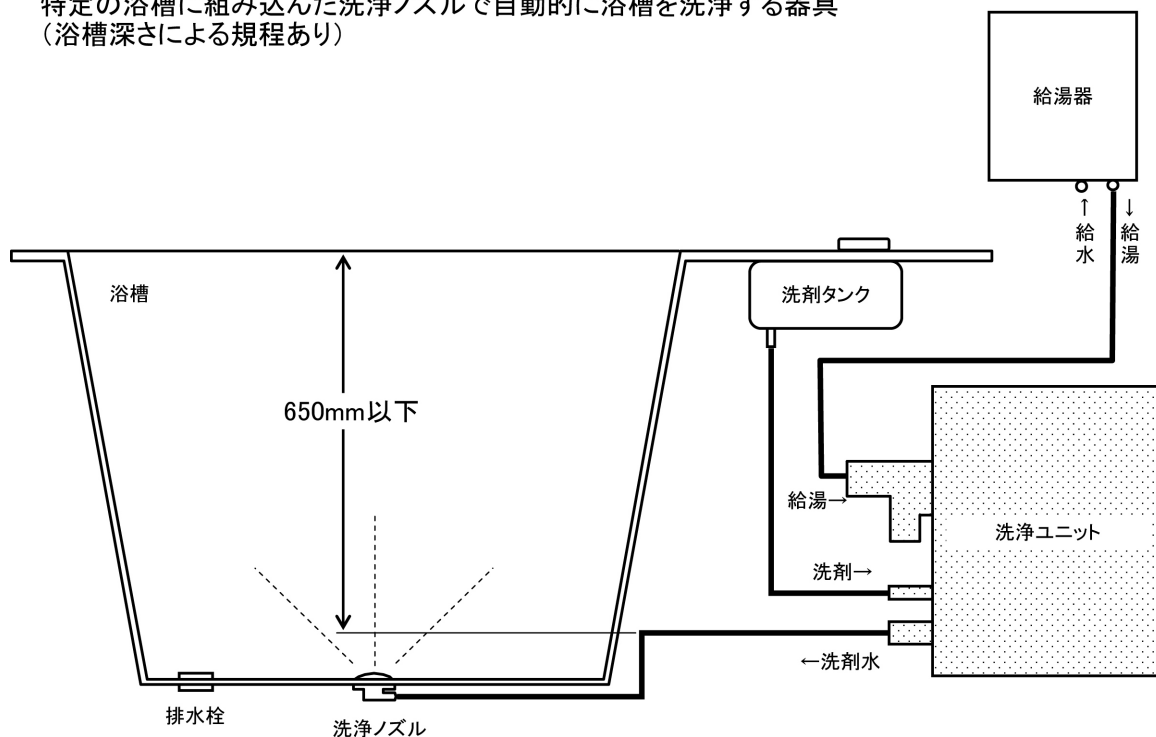 特定の浴槽に組み込んだ洗浄ノズルで自動的に浴槽を洗浄する器具
(浴槽深さによる規程あり)
給湯器
↑給水
↓給湯
浴槽
洗剤タンク
650mm以下
給湯→
洗浄ユニット
洗剤→
←洗剤水
排水栓
洗浄ノズル